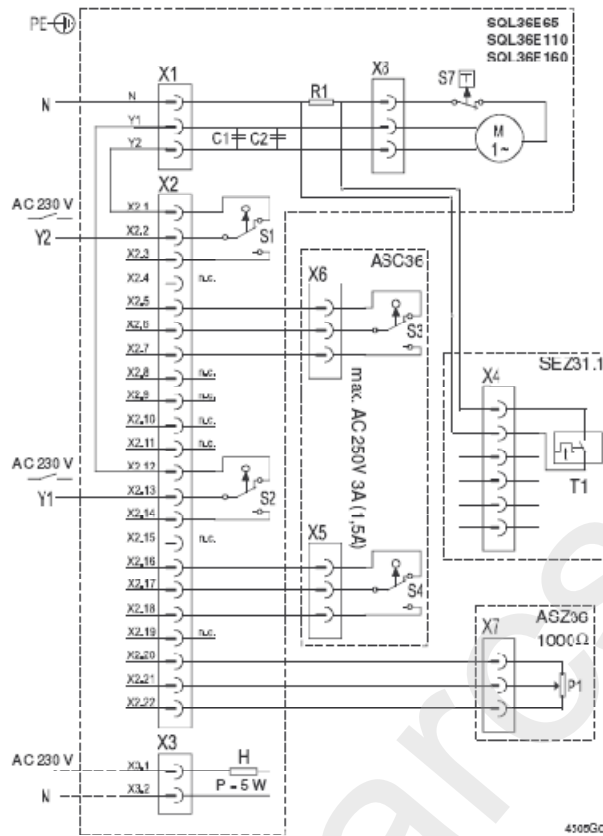 PE
SQL36E65
SQL36E110
SQL36E160
X1
X8
S7
N
N
R1
Y1
C1
C2
M
1~
Y2
X2
AC 230 V
X2.1
Y2
X2.2
S1
X2.3
X2.4
n.c.
ASC36
X6
X2.5
X2.6
S3
X2.7
SEZ31.1
X2.8
n.c.
X4
X2.9
n.c.
max. AC 250V 3A (1,5A)
X2.10
n.c.
X2.11
n.c.
AC 230 V
X2.12
T1
Y1
X2.13
S2
X2.14
X2.15
n.c.
X5
X2.16
X2.17
S4
X2.18
X2.19
n.c.
X7
ASZ36
1000Ω
X2.20
X2.21
P1
X2.22
X3
AC 230 V
X3.1
H
P = 5 W
N
X3.2